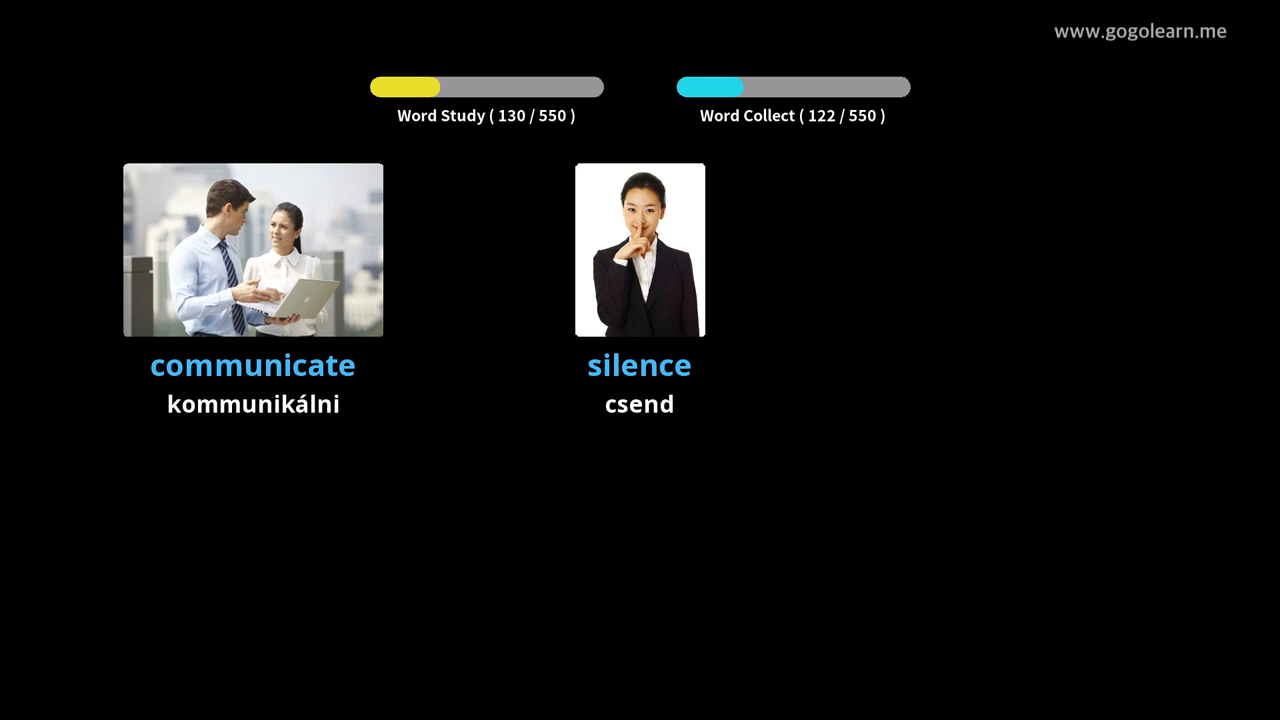 www.gogolearn.me
Word Study ( 130 / 550 )
Word Collect ( 122 / 550 )
communicate
kommunikálni
silence
csend